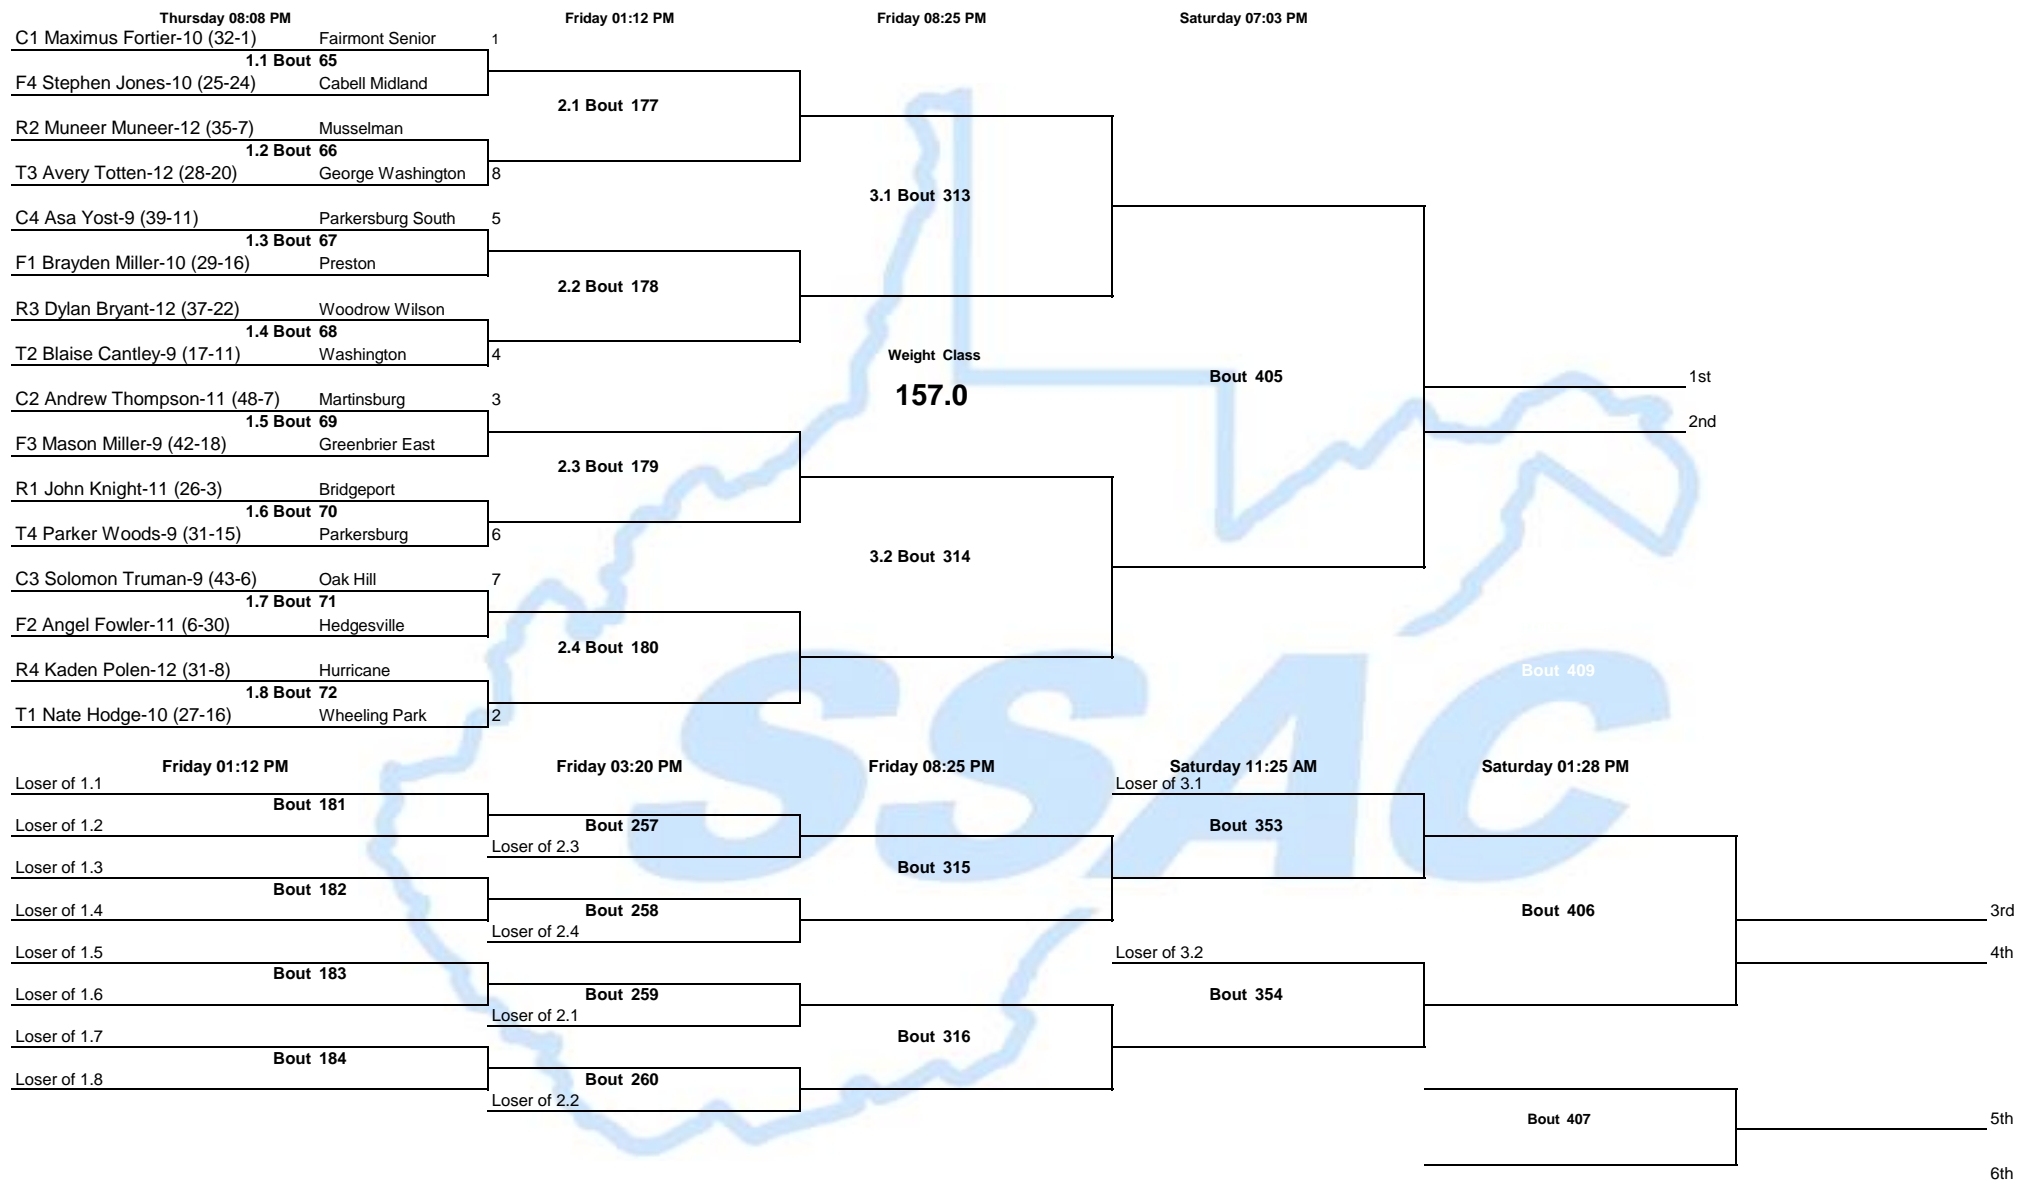 Thursday 08:08 PM Friday 01:12 PM Friday 08:25 PM Saturday 07:03 PM
C1 Maximus Fortier-10 (32-1) Fairmont Senior 1
1.1 Bout 65
F4 Stephen Jones-10 (25-24) Cabell Midland
2.1 Bout 177
R2 Muneer Muneer-12 (35-7) Musselman
1.2 Bout 66
T3 Avery Totten-12 (28-20) George Washington 8
3.1 Bout 313
C4 Asa Yost-9 (39-11) Parkersburg South 5
1.3 Bout 67
F1 Brayden Miller-10 (29-16) Preston
2.2 Bout 178
R3 Dylan Bryant-12 (37-22) Woodrow Wilson
1.4 Bout 68
T2 Blaise Cantley-9 (17-11) Washington 4
Weight Class
Bout 405 1st
157.0
C2 Andrew Thompson-11 (48-7) Martinsburg 3
1.5 Bout 69 2nd
F3 Mason Miller-9 (42-18) Greenbrier East
2.3 Bout 179
R1 John Knight-11 (26-3) Bridgeport
1.6 Bout 70
T4 Parker Woods-9 (31-15) Parkersburg 6
3.2 Bout 314
C3 Solomon Truman-9 (43-6) Oak Hill 7
1.7 Bout 71
F2 Angel Fowler-11 (6-30) Hedgesville
2.4 Bout 180
R4 Kaden Polen-12 (31-8) Hurricane Bout 409
1.8 Bout 72
T1 Nate Hodge-10 (27-16) Wheeling Park 2
SSAC
Friday 01:12 PM Friday 03:20 PM Friday 08:25 PM Saturday 11:25 AM Saturday 01:28 PM
Loser of 1.1 Loser of 3.1
Bout 181
Loser of 1.2 Bout 257 Bout 353
Loser of 2.3
Loser of 1.3 Bout 315
Bout 182
Loser of 1.4 Bout 258 Bout 406 3rd
Loser of 2.4
Loser of 1.5 Loser of 3.2 4th
Bout 183
Loser of 1.6 Bout 259 Bout 354
Loser of 2.1
Loser of 1.7 Bout 316
Bout 184
Loser of 1.8 Bout 260
Loser of 2.2
Bout 407 5th
6th